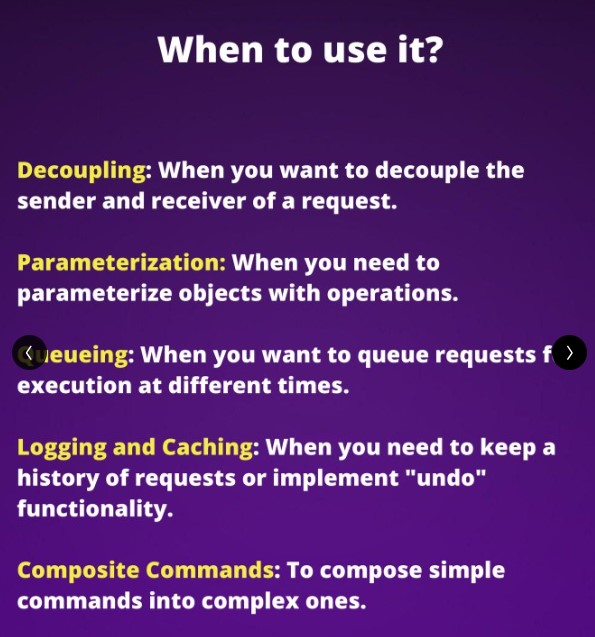 When to use it?
Decoupling: When you want to decouple the
sender and receiver of a request.
Parameterization: When you need to
parameterize objects with operations.
Queueing: When you want to queue requests f
execution at different times.
Logging and Caching: When you need to keep a
history of requests or implement "undo"
functionality.
Composite Commands: To compose simple
commands into complex ones.